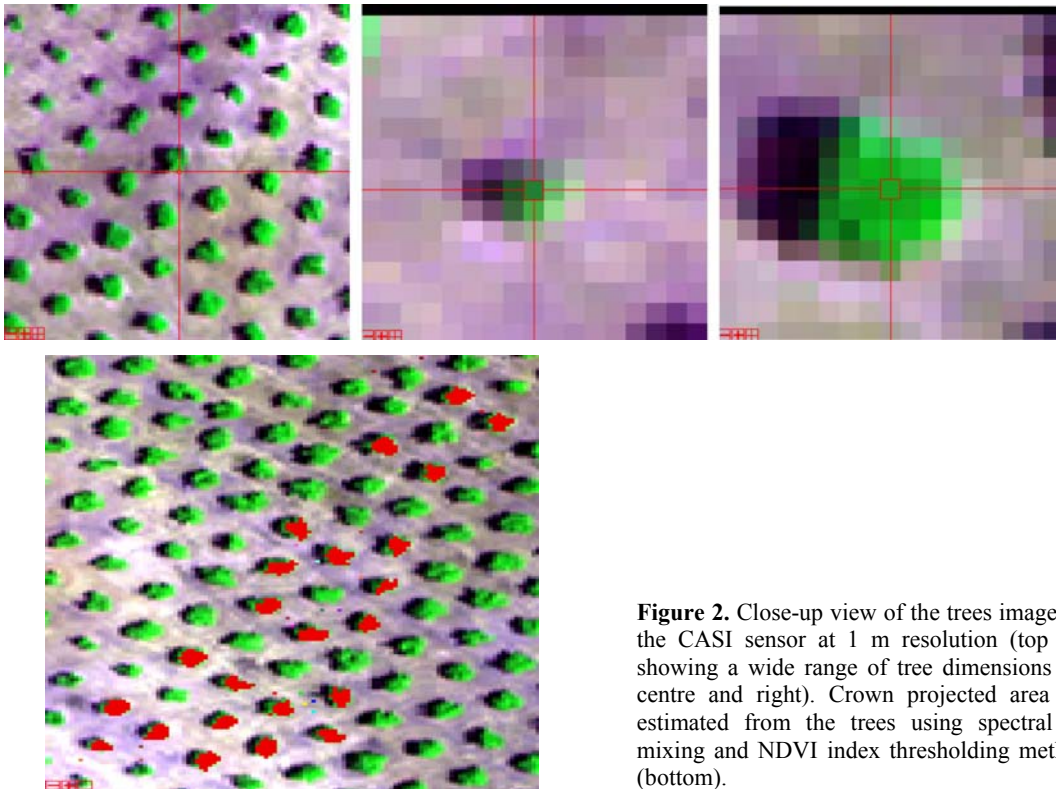 Figure 2. Close-up view of the trees image
the CASI sensor at 1 m resolution (top
showing a wide range of tree dimensions
centre and right). Crown projected area
estimated from the trees using spectral
mixing and NDVI index thresholding meth
(bottom).